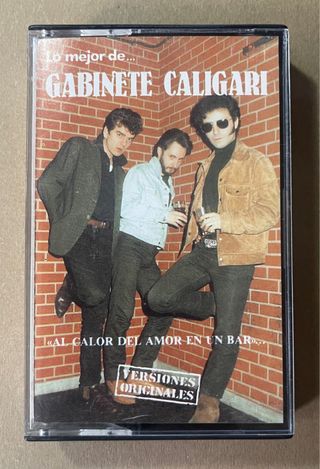 Lo mejor de...
GABINETE CALIGARI
«AL CALOR DEL AMOR EN UN BAR»...
VERSIONES
ORIGINALES